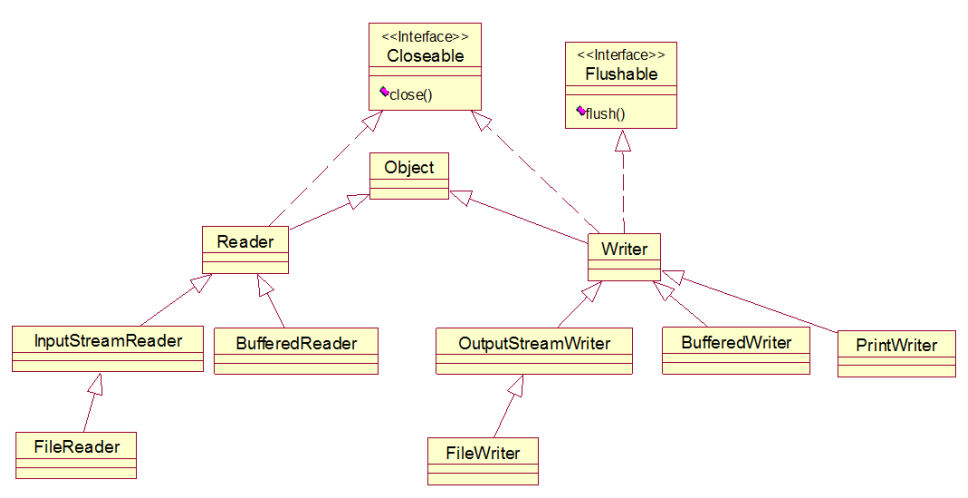 <<Interface>>
Closeable
close()
<<Interface>>
Flushable
flush()
Object
Reader
Writer
InputStreamReader
BufferedReader
OutputStreamWriter
BufferedWriter
PrintWriter
FileReader
FileWriter